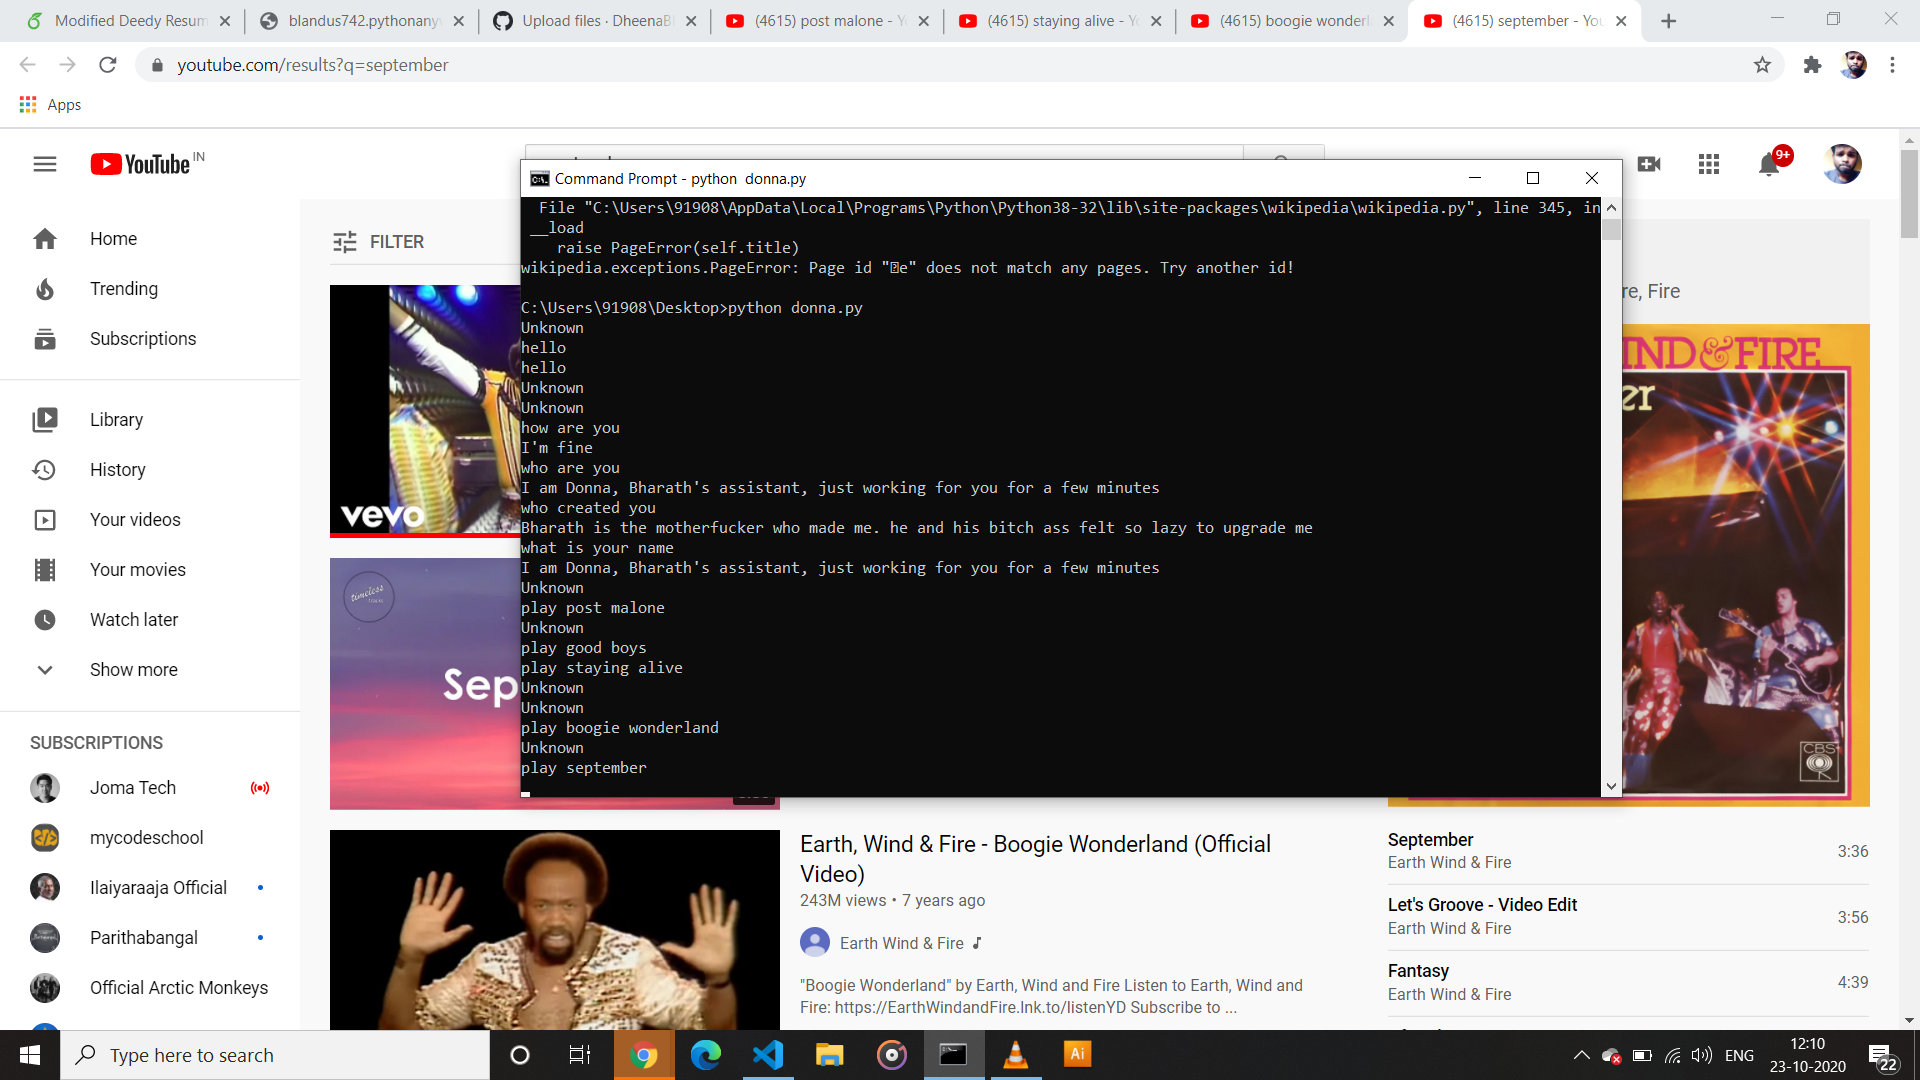 Modified Deedy Resum
blandus742.pythonany
Upload files · DheenaB
(4615) post malone - Y
(4615) staying alive - Y
(4615) boogie wonderl
(4615) september - You
youtube.com/results?q=september
Apps
YouTube IN
9+
Home
Trending
Subscriptions
Library
History
Your videos
Your movies
Watch later
Show more
SUBSCRIPTIONS
Joma Tech
mycodeschool
Ilaiyaraaja Official
Parithabangal
Official Arctic Monkeys
FILTER
vevo
timeless
Sep
Command Prompt - python  donna.py
File "C:\Users\91908\AppData\Local\Programs\Python\Python38-32\lib\site-packages\wikipedia\wikipedia.py", line 345, in
__load
raise PageError(self.title)
wikipedia.exceptions.PageError: Page id "�e" does not match any pages. Try another id!
C:\Users\91908\Desktop>python donna.py
Unknown
hello
hello
Unknown
Unknown
how are you
I'm fine
who are you
I am Donna, Bharath's assistant, just working for you for a few minutes
who created you
Bharath is the motherfucker who made me. he and his bitch ass felt so lazy to upgrade me
what is your name
I am Donna, Bharath's assistant, just working for you for a few minutes
Unknown
play post malone
Unknown
play good boys
play staying alive
Unknown
Unknown
play boogie wonderland
Unknown
play september
re, Fire
IND & FIRE
er
CBS
Earth, Wind & Fire - Boogie Wonderland (Official
Video)
243M views • 7 years ago
Earth Wind & Fire
"Boogie Wonderland" by Earth, Wind and Fire Listen to Earth, Wind and
Fire: https://EarthWindandFire.lnk.to/listenYD Subscribe to ...
September
Earth Wind & Fire
3:36
Let's Groove - Video Edit
Earth Wind & Fire
3:56
Fantasy
Earth Wind & Fire
4:39
Type here to search
Ai
ENG
12:10
23-10-2020
22